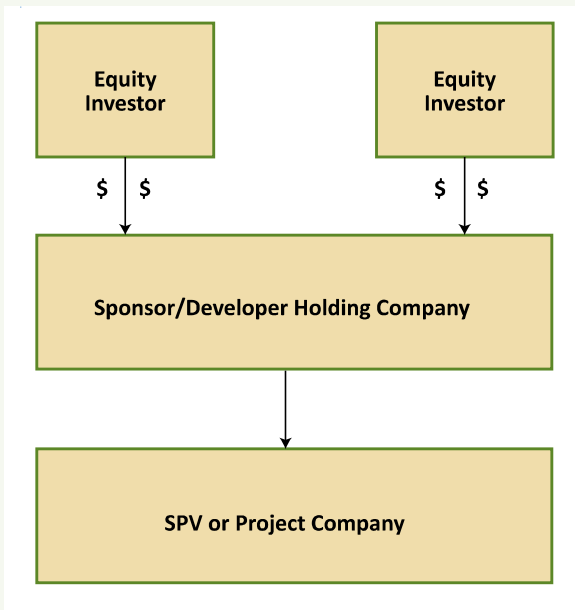 Equity
Investor
Equity
Investor
$ $
$ $
Sponsor/Developer Holding Company
SPV or Project Company